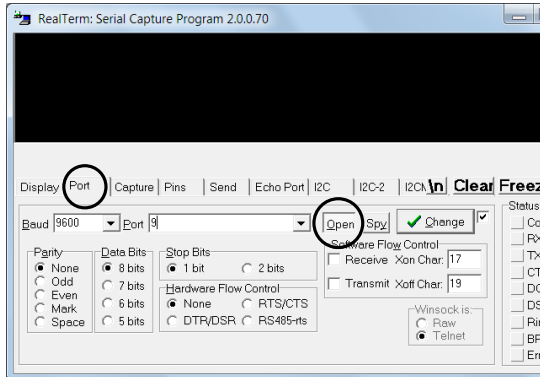 RealTerm: Serial Capture Program 2.0.0.70
Display Port Capture Pins Send Echo Port I2C I2C-2 \n Clear
Baud 9600 Port 9 Open Spy Change
Parity
None
Odd
Even
Mark
Space
Data Bits
8 bits
7 bits
6 bits
5 bits
Stop Bits
1 bit 2 bits
Hardware Flow Control
None RTS/CTS
DTR/DSR RS485-rts
Software Flow Control
Receive Xon Char: 17
Transmit Xoff Char: 19
Winsock is:
Raw
Telnet
Status